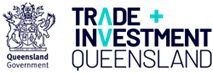 TRADE +
INVESTMENT
QUEENSLAND
Queensland
Government